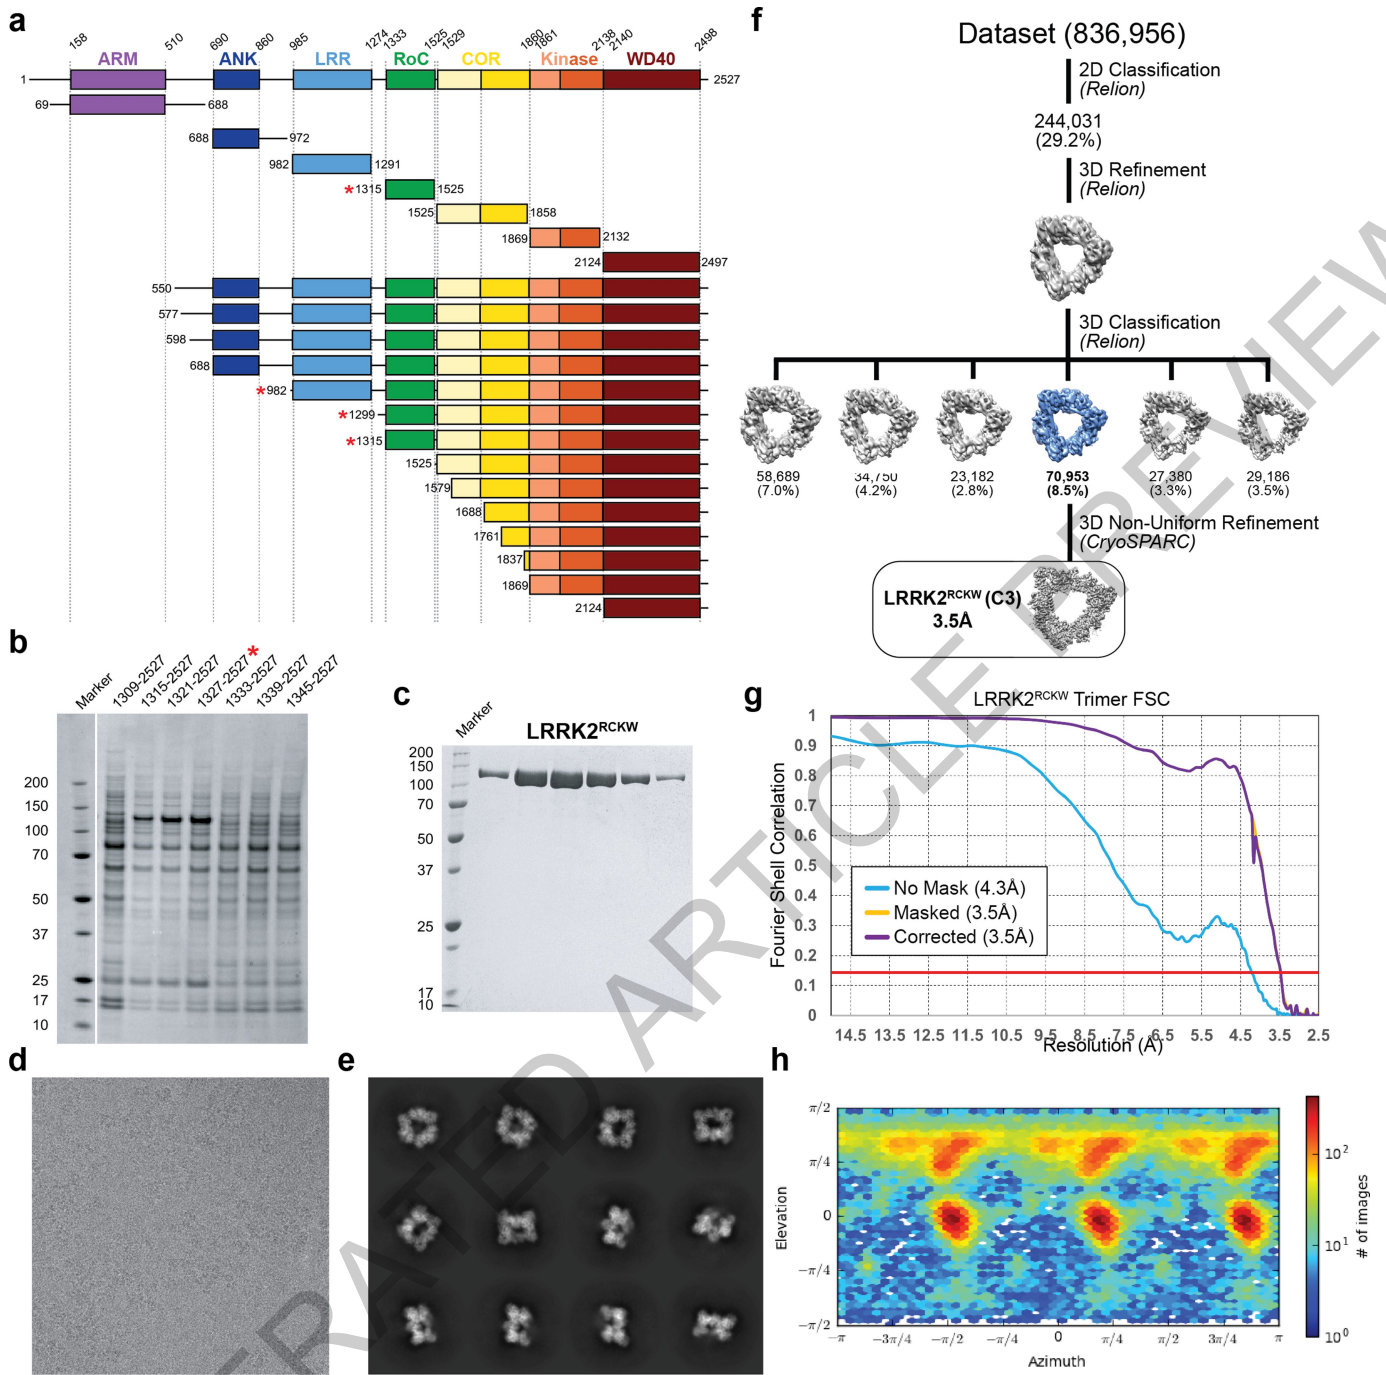 a
158
510
690
860
985
1274
1333
1525
1529
1860
1861
2138
2140
2498
ARM
ANK
LRR
RoC
COR
Kinase
WD40
1
2527
69
688
688
972
982
1291
*1315
1525
1525
1858
1869
2132
2124
2497
550
577
598
688
*982
*1299
*1315
1525
1579
1688
1761
1837
1869
2124
b
Marker
1309-2527
1315-2527
1321-2527
1327-2527*
1333-2527
1339-2527
1345-2527
200
150
100
70
50
37
25
17
10
c
Marker
LRRK2RCKW
200
150
100
70
50
37
25
17
10
d
e
f
Dataset (836,956)
2D Classification
(Relion)
244,031
(29.2%)
3D Refinement
(Relion)
3D Classification
(Relion)
58,689
(7.0%)
34,750
(4.2%)
23,182
(2.8%)
70,953
(8.5%)
27,380
(3.3%)
29,186
(3.5%)
3D Non-Uniform Refinement
(CryoSPARC)
LRRK2RCKW (C3)
3.5Å
g
LRRK2RCKW Trimer FSC
Fourier Shell Correlation
1
0.9
0.8
0.7
0.6
0.5
0.4
0.3
0.2
0.1
0
No Mask (4.3Å)
Masked (3.5Å)
Corrected (3.5Å)
14.5 13.5 12.5 11.5 10.5 9.5 8.5 7.5 6.5 5.5 4.5 3.5 2.5
Resolution (Å)
h
Elevation
π/2
π/4
0
−π/4
−π/2
−π −3π/4 −π/2 −π/4 0 π/4 π/2 3π/4 π
Azimuth
10²
10¹
10⁰
# of images
RATED ARTICLE PREVIEW